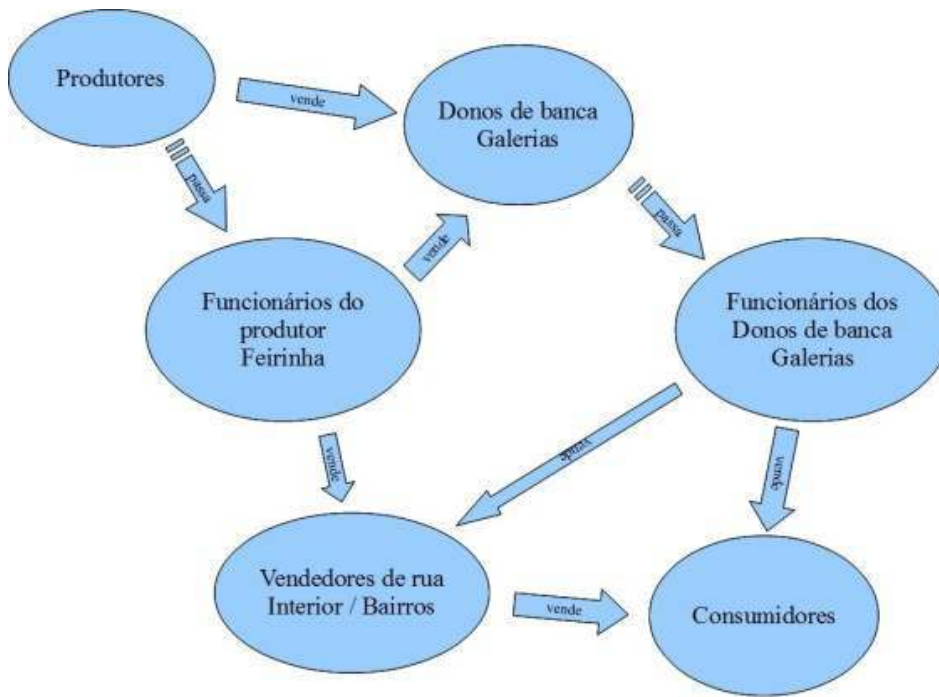 Produtores
vende
Donos de banca
Galerias
passa
vende
passa
Funcionários do
produtor
Feirinha
Funcionários dos
Donos de banca
Galerias
vende
vende
vende
Vendedores de rua
Interior / Bairros
vende
Consumidores